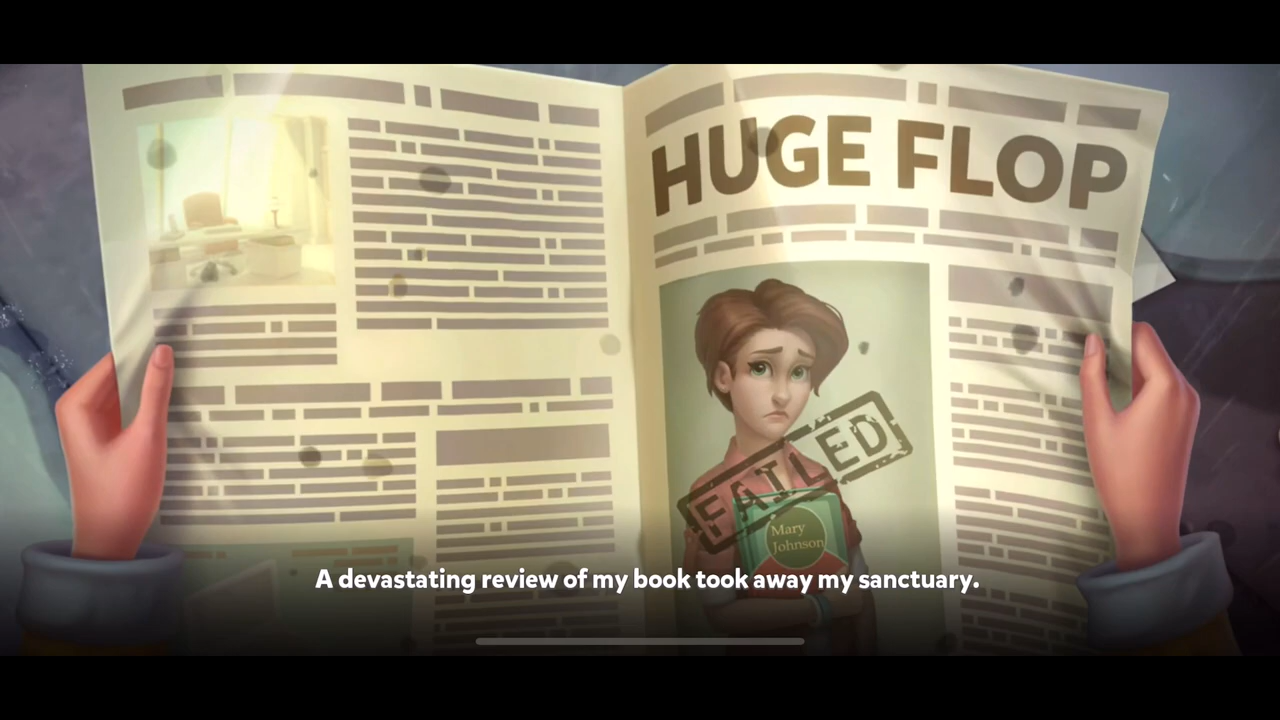 HUGE FLOP
FAILED
Mary
Johnson
A devastating review of my book took away my sanctuary.